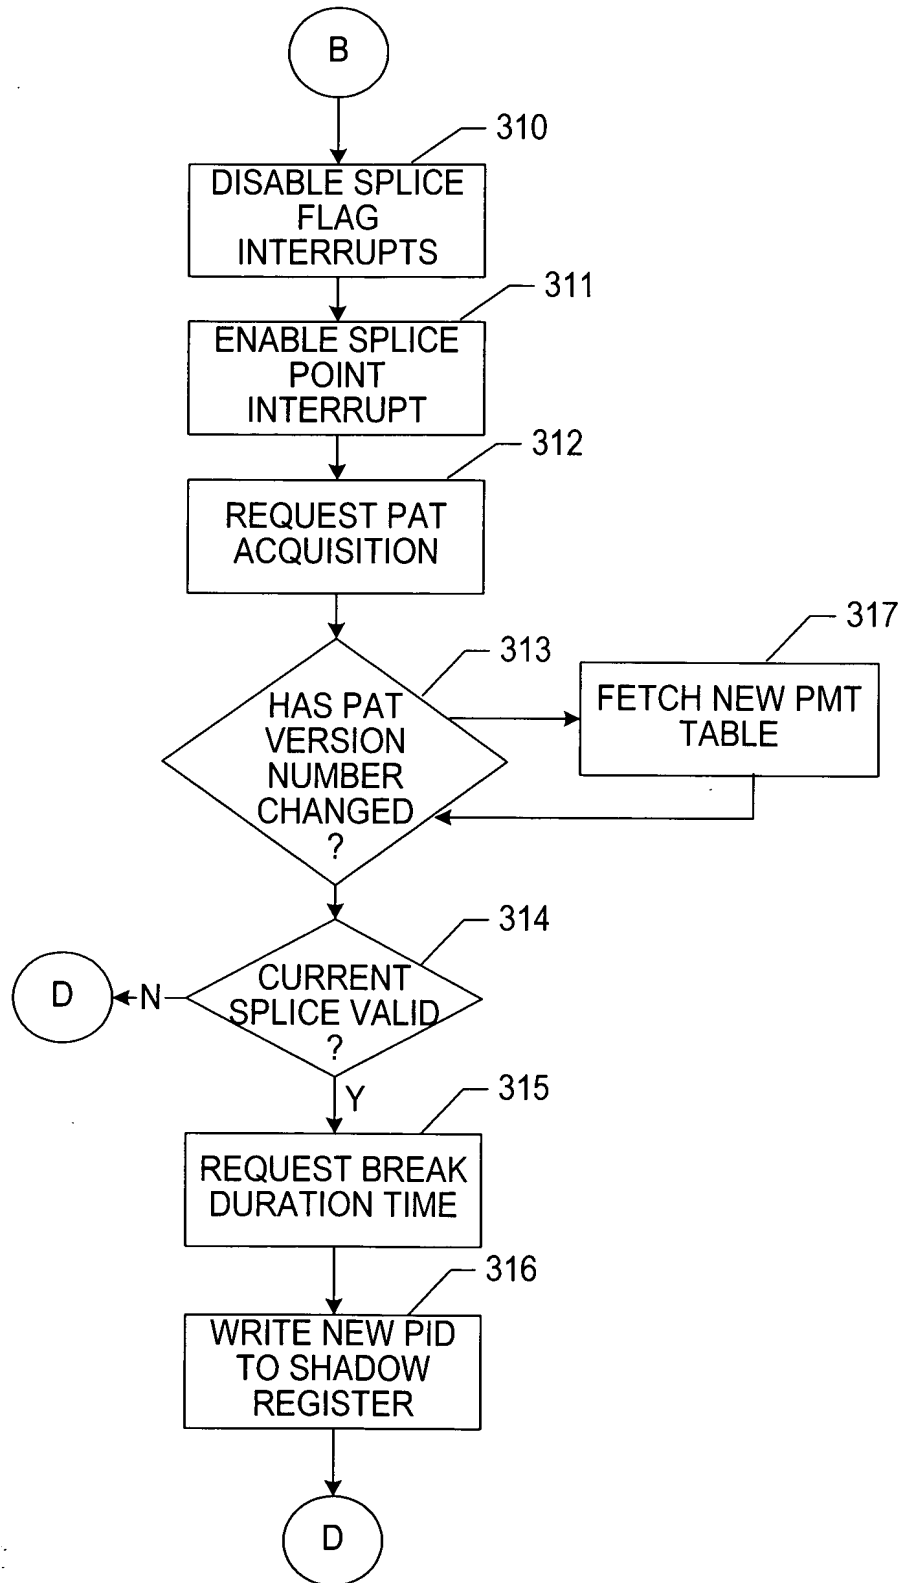 B
310
DISABLE SPLICE
FLAG
INTERRUPTS
311
ENABLE SPLICE
POINT
INTERRUPT
312
REQUEST PAT
ACQUISITION
313
HAS PAT
VERSION
NUMBER
CHANGED
?
317
FETCH NEW PMT
TABLE
314
CURRENT
SPLICE VALID
?
N
D
Y
315
REQUEST BREAK
DURATION TIME
316
WRITE NEW PID
TO SHADOW
REGISTER
D